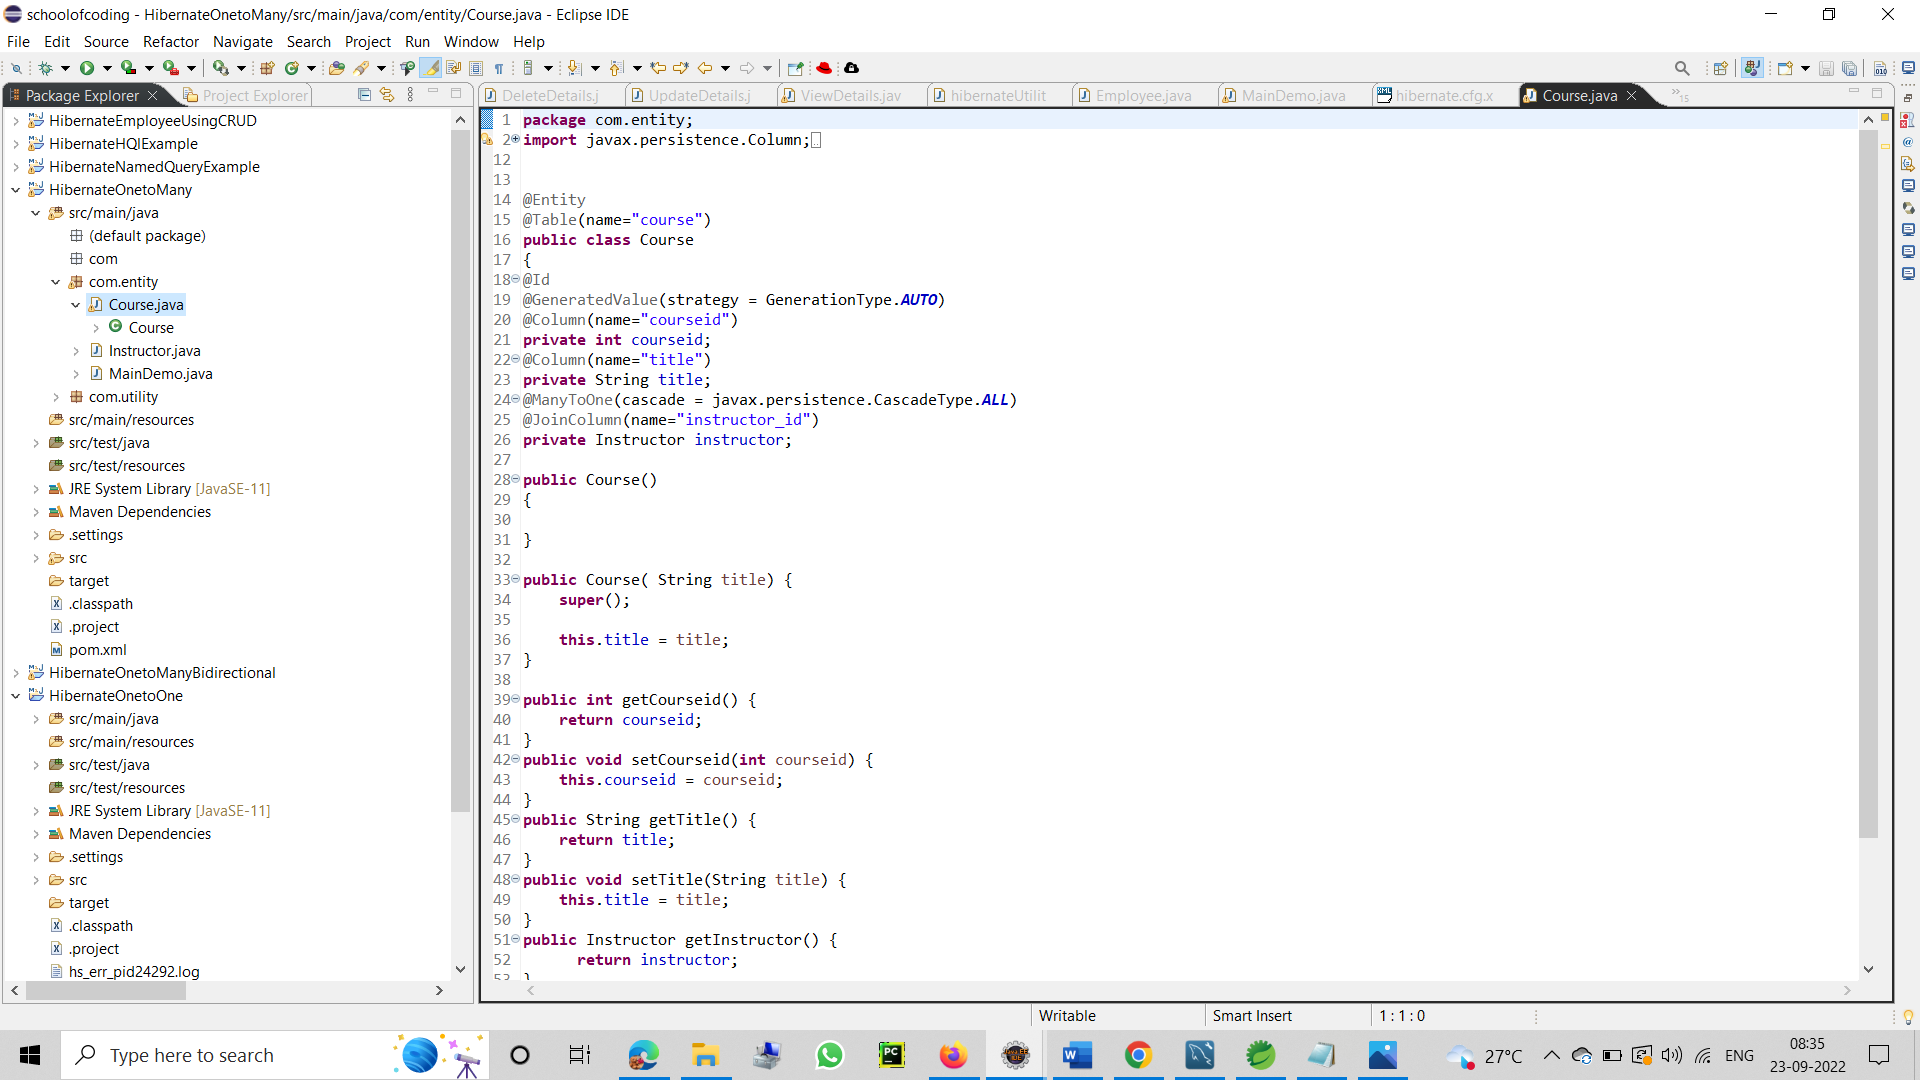 schoolofcoding - HibernateOnetoMany/src/main/java/com/entity/Course.java - Eclipse IDE
File Edit Source Refactor Navigate Search Project Run Window Help
Package Explorer Project Explorer
DeleteDetails.j UpdateDetails.j ViewDetails.jav hibernateUtilit Employee.java MainDemo.java hibernate.cfg.x Course.java 15
HibernateEmployeeUsingCRUD
HibernateHQlExample
HibernateNamedQueryExample
HibernateOnetoMany
src/main/java
(default package)
com
com.entity
Course.java
Course
Instructor.java
MainDemo.java
com.utility
src/main/resources
src/test/java
src/test/resources
JRE System Library [JavaSE-11]
Maven Dependencies
.settings
src
target
.classpath
.project
pom.xml
HibernateOnetoManyBidirectional
HibernateOnetoOne
src/main/java
src/main/resources
src/test/java
src/test/resources
JRE System Library [JavaSE-11]
Maven Dependencies
.settings
src
target
.classpath
.project
hs_err_pid24292.log
1 package com.entity;
2 import javax.persistence.Column;
12
13
14 @Entity
15 @Table(name="course")
16 public class Course
17 {
18 @Id
19 @GeneratedValue(strategy = GenerationType.AUTO)
20 @Column(name="courseid")
21 private int courseid;
22 @Column(name="title")
23 private String title;
24 @ManyToOne(cascade = javax.persistence.CascadeType.ALL)
25 @JoinColumn(name="instructor_id")
26 private Instructor instructor;
27
28 public Course()
29 {
30
31 }
32
33 public Course( String title) {
34 super();
35
36 this.title = title;
37 }
38
39 public int getCourseid() {
40 return courseid;
41 }
42 public void setCourseid(int courseid) {
43 this.courseid = courseid;
44 }
45 public String getTitle() {
46 return title;
47 }
48 public void setTitle(String title) {
49 this.title = title;
50 }
51 public Instructor getInstructor() {
52 return instructor;
53 }
Writable Smart Insert 1 : 1 : 0
Type here to search
27°C ENG 08:35
23-09-2022